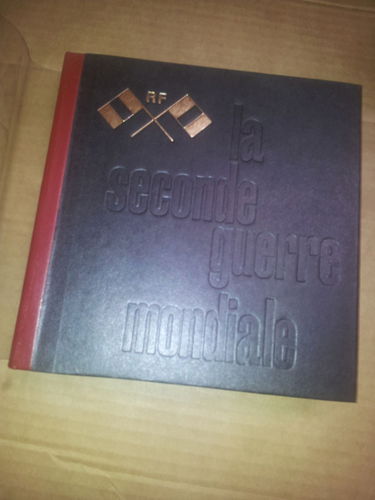 RF
la
seconde
guerre
mondiale